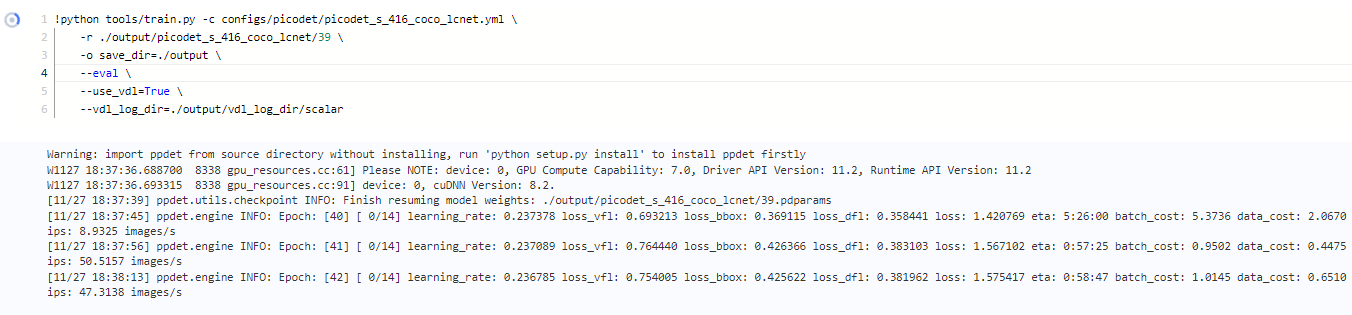 1 !python tools/train.py -c configs/picodet/picodet_s_416_coco_lcnet.yml \
2 -r ./output/picodet_s_416_coco_lcnet/39 \
3 -o save_dir=./output \
4 --eval \
5 --use_vdl=True \
6 --vdl_log_dir=./output/vdl_log_dir/scalar
Warning: import ppdet from source directory without installing, run 'python setup.py install' to install ppdet firstly
W1127 18:37:36.688700 8338 gpu_resources.cc:61] Please NOTE: device: 0, GPU Compute Capability: 7.0, Driver API Version: 11.2, Runtime API Version: 11.2
W1127 18:37:36.693315 8338 gpu_resources.cc:91] device: 0, cuDNN Version: 8.2.
[11/27 18:37:39] ppdet.utils.checkpoint INFO: Finish resuming model weights: ./output/picodet_s_416_coco_lcnet/39.pdparams
[11/27 18:37:45] ppdet.engine INFO: Epoch: [40] [ 0/14] learning_rate: 0.237378 loss_vfl: 0.693213 loss_bbox: 0.369115 loss_dfl: 0.358441 loss: 1.420769 eta: 5:26:00 batch_cost: 5.3736 data_cost: 2.0670
ips: 8.9325 images/s
[11/27 18:37:56] ppdet.engine INFO: Epoch: [41] [ 0/14] learning_rate: 0.237089 loss_vfl: 0.764440 loss_bbox: 0.426366 loss_dfl: 0.383103 loss: 1.567102 eta: 0:57:25 batch_cost: 0.9502 data_cost: 0.4475
ips: 50.5157 images/s
[11/27 18:38:13] ppdet.engine INFO: Epoch: [42] [ 0/14] learning_rate: 0.236785 loss_vfl: 0.754005 loss_bbox: 0.425622 loss_dfl: 0.381962 loss: 1.575417 eta: 0:58:47 batch_cost: 1.0145 data_cost: 0.6510
ips: 47.3138 images/s